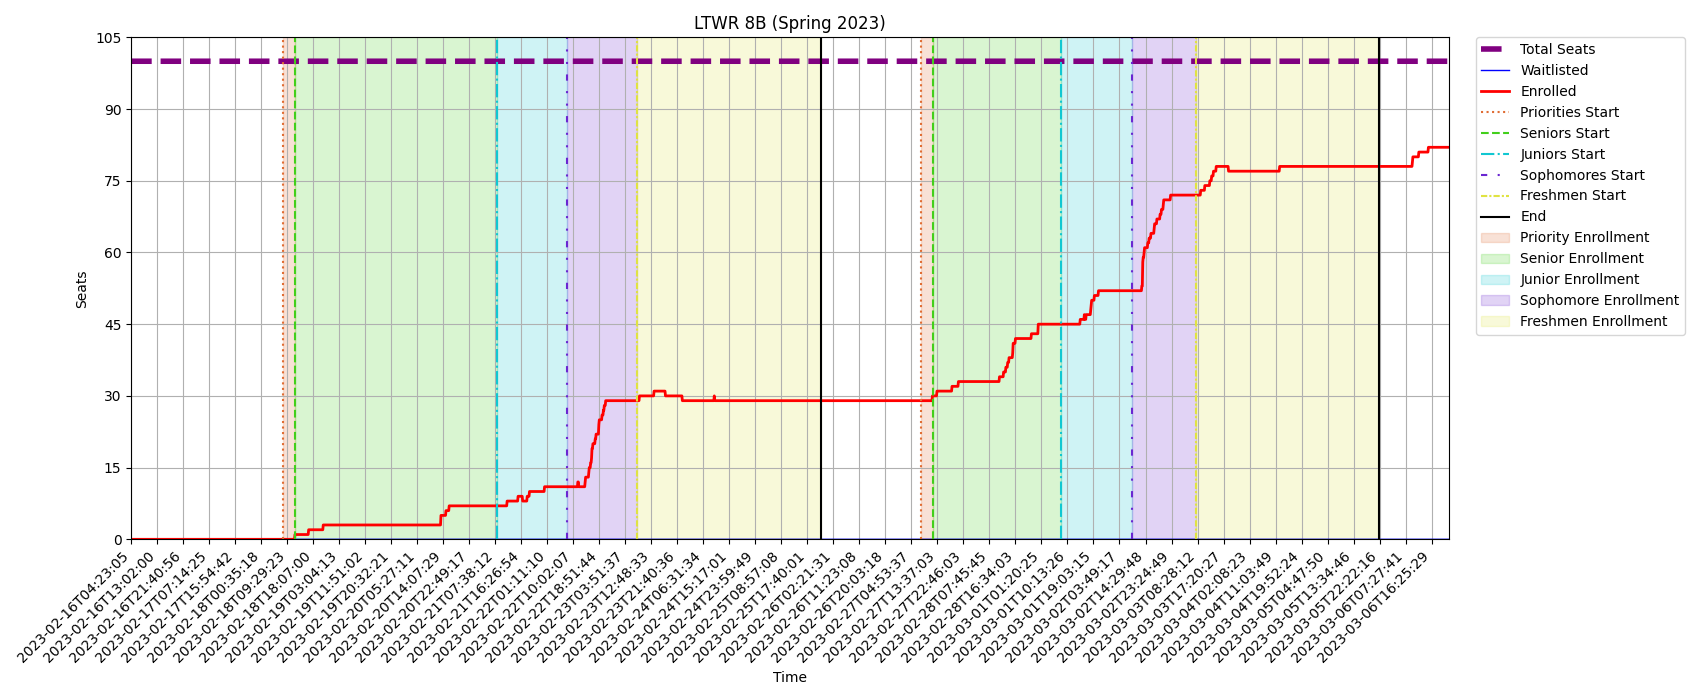 LTWR 8B (Spring 2023)
105
90
75
60
45
30
15
0
Seats
2023-02-16T04:23:05
2023-02-16T13:02:00
2023-02-16T21:40:56
2023-02-17T07:14:25
2023-02-17T15:54:42
2023-02-18T00:35:18
2023-02-18T09:29:23
2023-02-18T18:07:00
2023-02-19T03:04:13
2023-02-19T11:51:02
2023-02-19T20:32:21
2023-02-20T05:27:11
2023-02-20T14:07:29
2023-02-20T22:49:17
2023-02-21T07:38:12
2023-02-21T16:26:54
2023-02-22T01:11:10
2023-02-22T10:02:07
2023-02-22T18:51:44
2023-02-23T03:51:37
2023-02-23T12:48:33
2023-02-23T21:40:36
2023-02-24T06:31:34
2023-02-24T15:17:01
2023-02-24T23:59:49
2023-02-25T08:57:08
2023-02-25T17:40:01
2023-02-26T02:21:31
2023-02-26T11:23:08
2023-02-26T20:03:18
2023-02-27T04:53:37
2023-02-27T13:37:03
2023-02-27T22:46:03
2023-02-28T07:45:45
2023-02-28T16:34:03
2023-03-01T01:20:25
2023-03-01T10:13:26
2023-03-01T19:03:15
2023-03-02T03:49:17
2023-03-02T14:29:48
2023-03-02T23:24:49
2023-03-03T08:28:12
2023-03-03T17:20:27
2023-03-04T02:08:23
2023-03-04T11:03:49
2023-03-04T19:52:24
2023-03-05T04:47:50
2023-03-05T13:34:46
2023-03-05T22:22:16
2023-03-06T07:27:41
2023-03-06T16:25:29
Time
Total Seats
Waitlisted
Enrolled
Priorities Start
Seniors Start
Juniors Start
Sophomores Start
Freshmen Start
End
Priority Enrollment
Senior Enrollment
Junior Enrollment
Sophomore Enrollment
Freshmen Enrollment